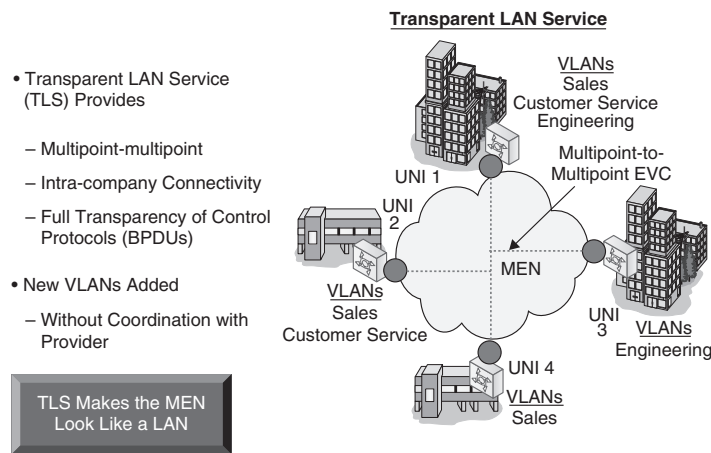 Transparent LAN Service
• Transparent LAN Service
(TLS) Provides
– Multipoint-multipoint
– Intra-company Connectivity
– Full Transparency of Control
Protocols (BPDUs)
• New VLANs Added
– Without Coordination with
Provider
TLS Makes the MEN
Look Like a LAN
VLANs
Sales
Customer Service
Engineering
UNI 1
Multipoint-to-
Multipoint EVC
UNI
2
MEN
VLANs
Sales
Customer Service
UNI
3
VLANs
Engineering
UNI 4
VLANs
Sales